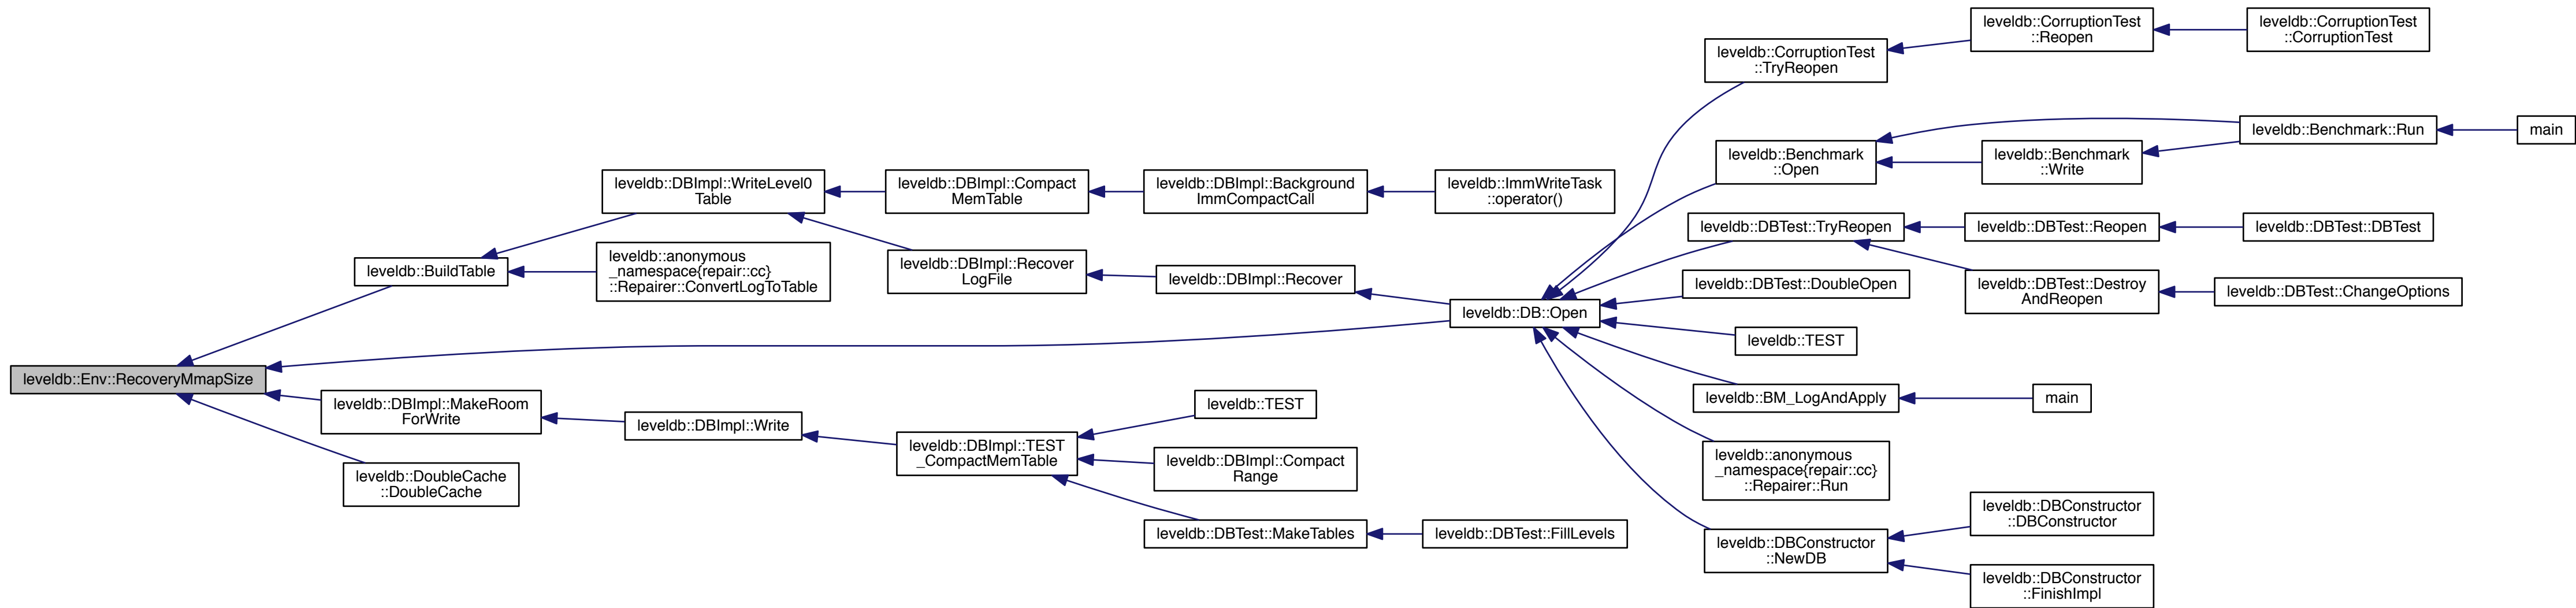 leveldb::Env::RecoveryMmapSize
leveldb::BuildTable
leveldb::DBImpl::MakeRoom
ForWrite
leveldb::DoubleCache
::DoubleCache
leveldb::DBImpl::WriteLevel0
Table
leveldb::anonymous
_namespace{repair::cc}
::Repairer::ConvertLogToTable
leveldb::DBImpl::Write
leveldb::DBImpl::Compact
MemTable
leveldb::DBImpl::Recover
LogFile
leveldb::DBImpl::TEST
_CompactMemTable
leveldb::DBImpl::Background
ImmCompactCall
leveldb::DBImpl::Recover
leveldb::TEST
leveldb::DBImpl::Compact
Range
leveldb::DBTest::MakeTables
leveldb::ImmWriteTask
::operator()
leveldb::DB::Open
leveldb::DBTest::FillLevels
leveldb::CorruptionTest
::TryReopen
leveldb::Benchmark
::Open
leveldb::DBTest::TryReopen
leveldb::DBTest::DoubleOpen
leveldb::TEST
leveldb::BM_LogAndApply
leveldb::anonymous
_namespace{repair::cc}
::Repairer::Run
leveldb::DBConstructor
::NewDB
leveldb::CorruptionTest
::Reopen
leveldb::Benchmark
::Write
leveldb::DBTest::Reopen
leveldb::DBTest::Destroy
AndReopen
main
leveldb::DBConstructor
::DBConstructor
leveldb::DBConstructor
::FinishImpl
leveldb::CorruptionTest
::CorruptionTest
leveldb::Benchmark::Run
leveldb::DBTest::DBTest
leveldb::DBTest::ChangeOptions
main